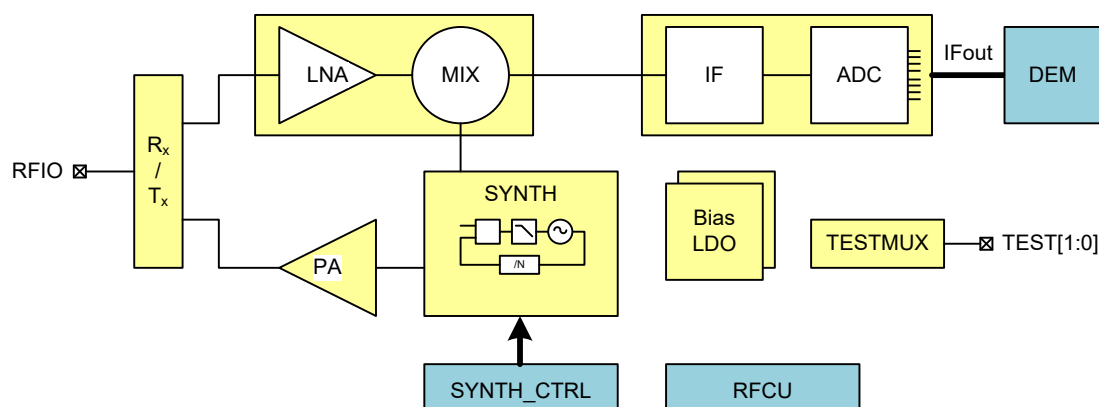 LNA
MIX
IF
ADC
IFout
DEM
RFIO
Rx
/
Tx
SYNTH
/N
Bias
LDO
TESTMUX
TEST[1:0]
PA
SYNTH_CTRL
RFCU